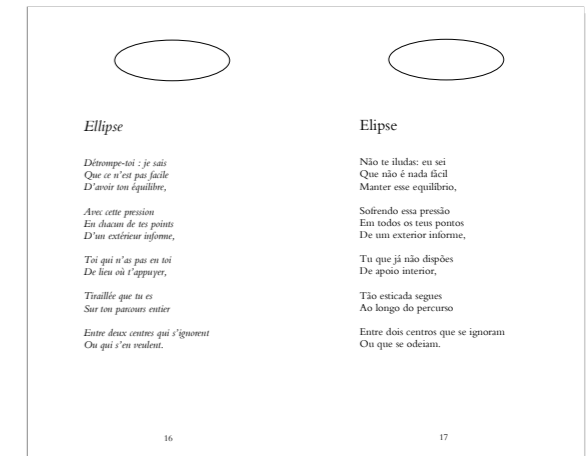 Ellipse
Détrompe-toi : je sais
Que ce n'est pas facile
D'avoir ton équilibre,
Avec cette pression
En chacun de tes points
D'un extérieur informe,
Toi qui n'as pas en toi
De lieu où t'appuyer,
Tiraillée que tu es
Sur ton parcours entier
Entre deux centres qui s'ignorent
Ou qui s'en veulent.
16
Elipse
Não te iludas: eu sei
Que não é nada fácil
Manter esse equilíbrio,
Sofrendo essa pressão
Em todos os teus pontos
De um exterior informe,
Tu que já não dispões
De apoio interior,
Tão esticada segues
Ao longo do percurso
Entre dois centros que se ignoram
Ou que se odeiam.
17